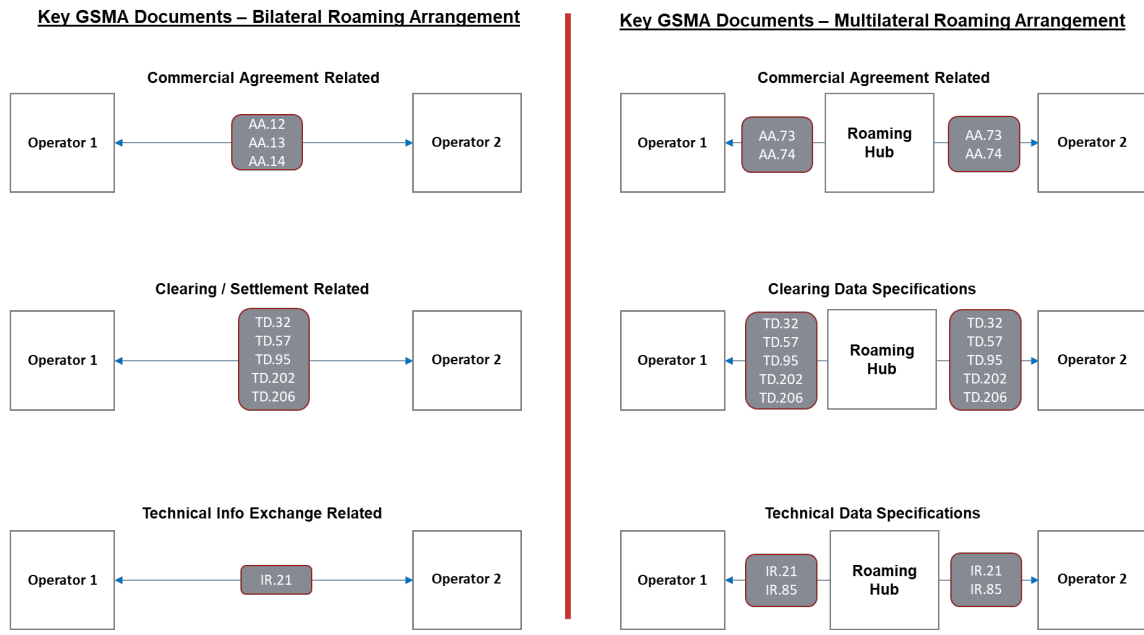 Key GSMA Documents – Bilateral Roaming Arrangement
Commercial Agreement Related
Operator 1
AA.12
AA.13
AA.14
Operator 2
Clearing / Settlement Related
Operator 1
TD.32
TD.57
TD.95
TD.202
TD.206
Operator 2
Technical Info Exchange Related
Operator 1
IR.21
Operator 2
Key GSMA Documents – Multilateral Roaming Arrangement
Commercial Agreement Related
Operator 1
AA.73
AA.74
Roaming
Hub
AA.73
AA.74
Operator 2
Clearing Data Specifications
Operator 1
TD.32
TD.57
TD.95
TD.202
TD.206
Roaming
Hub
TD.32
TD.57
TD.95
TD.202
TD.206
Operator 2
Technical Data Specifications
Operator 1
IR.21
IR.85
Roaming
Hub
IR.21
IR.85
Operator 2